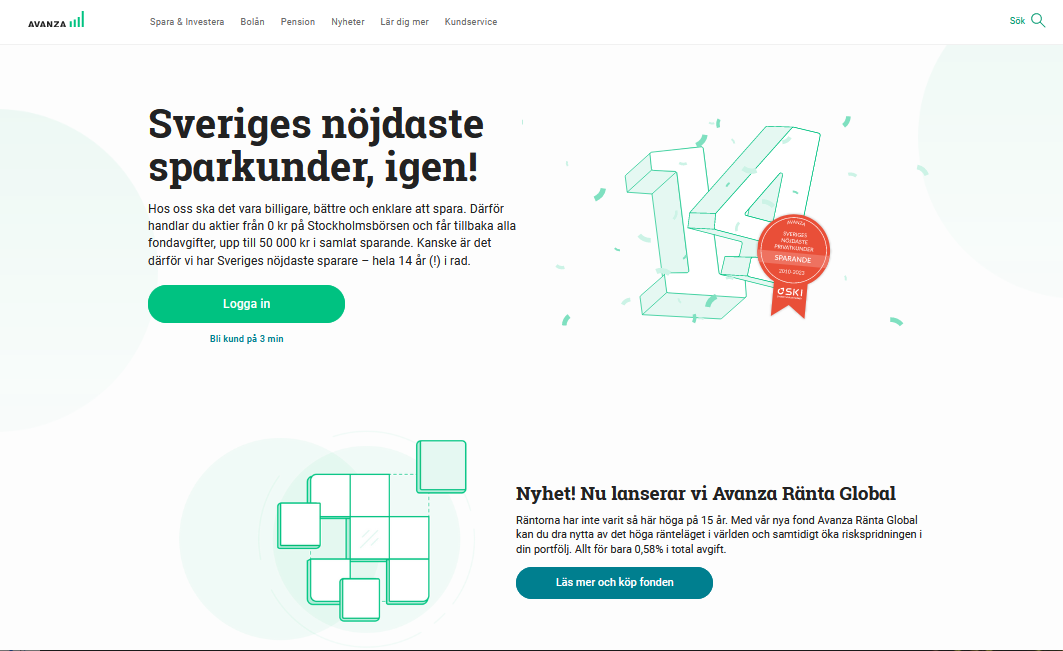 AVANZA
Spara & Investera
Bolån
Pension
Nyheter
Lär dig mer
Kundservice
Sök
Sveriges nöjdaste
sparkunder, igen!
Hos oss ska det vara billigare, bättre och enklare att spara. Därför
handlar du aktier från 0 kr på Stockholmsbörsen och får tillbaka alla
fondavgifter, upp till 50 000 kr i samlat sparande. Kanske är det
därför vi har Sveriges nöjdaste sparare – hela 14 år (!) i rad.
Logga in
Bli kund på 3 min
AVANZA
SVERIGES
NÖJDASTE
PRIVATKUNDER
SPARANDE
2010-2023
SKI
Nyhet! Nu lanserar vi Avanza Ränta Global
Räntorna har inte varit så här höga på 15 år. Med vår nya fond Avanza Ränta Global
kan du dra nytta av det höga ränteläget i världen och samtidigt öka riskspridningen i
din portfölj. Allt för bara 0,58% i total avgift.
Läs mer och köp fonden